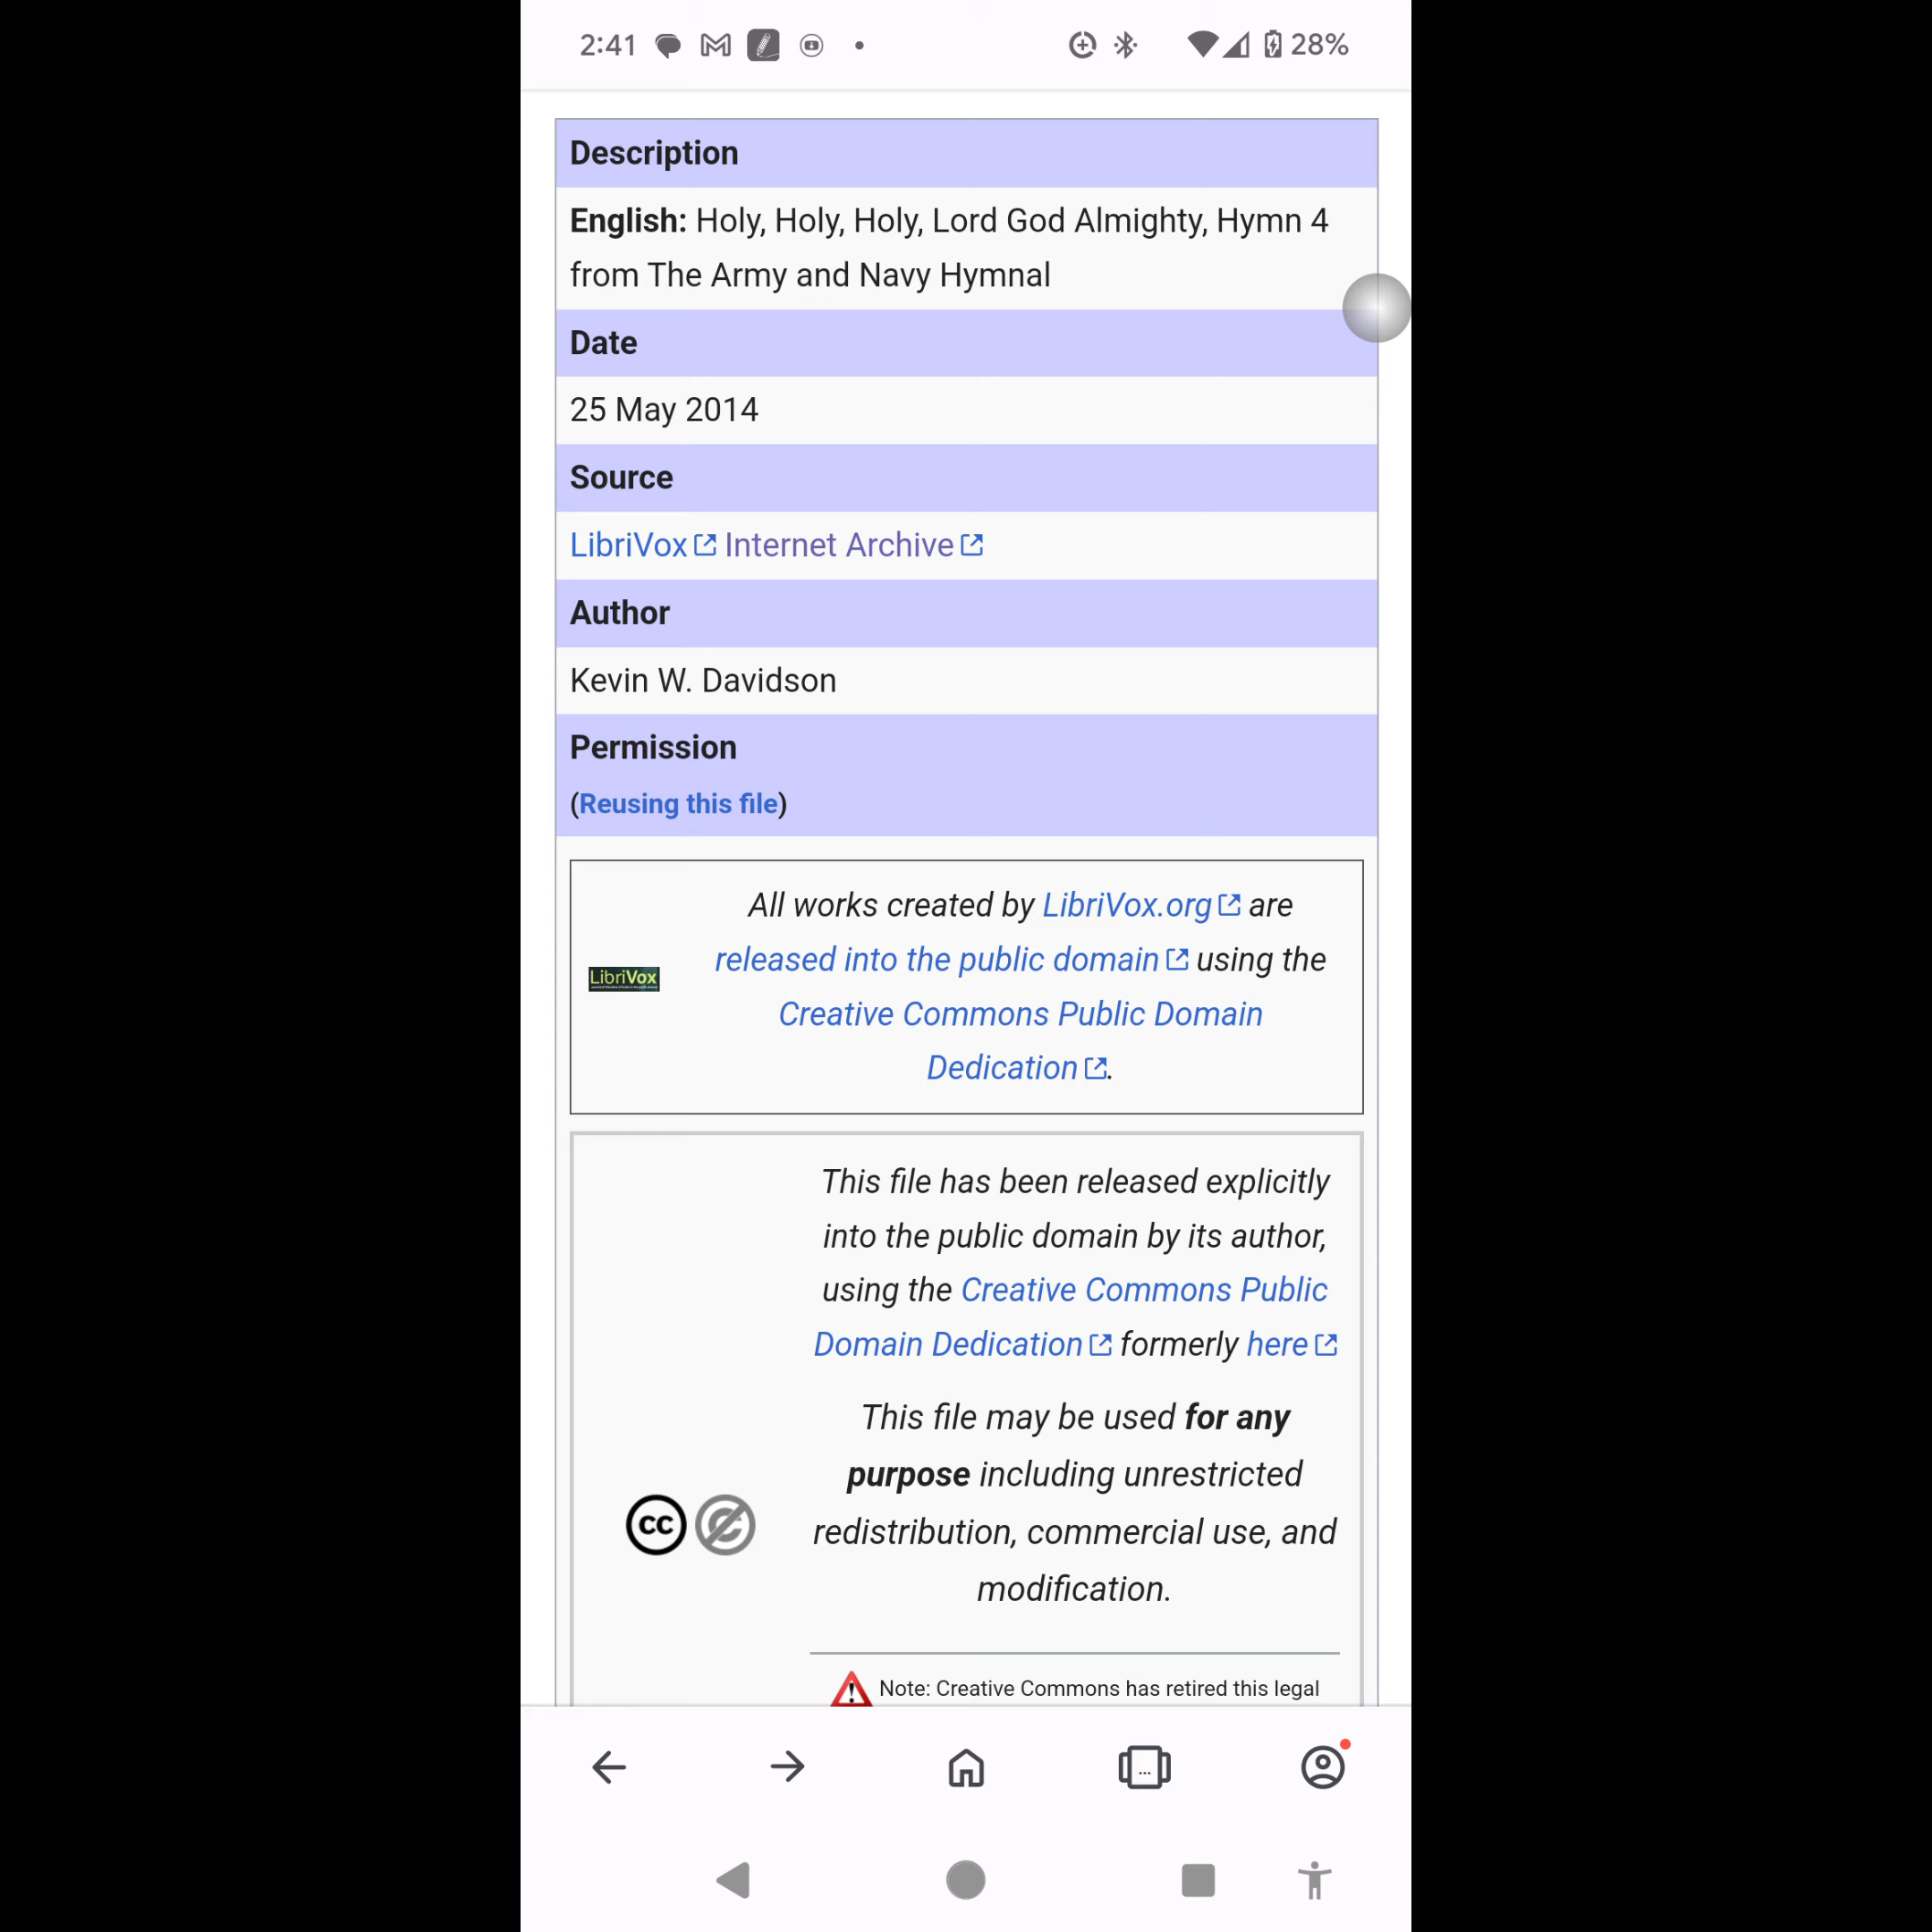 2:41 28%
Description
English: Holy, Holy, Holy, Lord God Almighty, Hymn 4
from The Army and Navy Hymnal
Date
25 May 2014
Source
LibriVox Internet Archive
Author
Kevin W. Davidson
Permission
(Reusing this file)
All works created by LibriVox.org are
released into the public domain using the
LibriVox
Creative Commons Public Domain
Dedication.
This file has been released explicitly
into the public domain by its author,
using the Creative Commons Public
Domain Dedication formerly here
This file may be used for any
purpose including unrestricted
redistribution, commercial use, and
modification.
cc
Note: Creative Commons has retired this legal